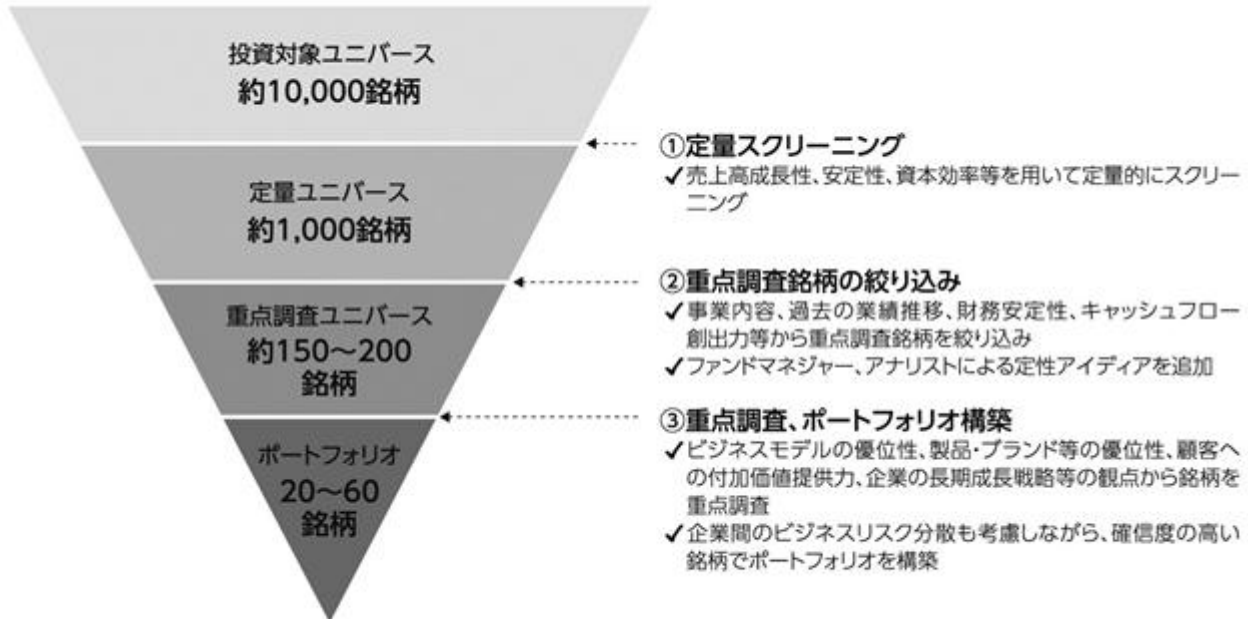 投資対象ユニバース
約10,000銘柄
①定量スクリーニング
✓売上高成長性、安定性、資本効率等を用いて定量的にスクリー
ニング
定量ユニバース
約1,000銘柄
②重点調査銘柄の絞り込み
✓事業内容、過去の業績推移、財務安定性、キャッシュフロー
創出力等から重点調査銘柄を絞り込み
✓ファンドマネジャー、アナリストによる定性アイディアを追加
重点調査ユニバース
約150～200
銘柄
③重点調査、ポートフォリオ構築
✓ビジネスモデルの優位性、製品・ブランド等の優位性、顧客へ
の付加価値提供力、企業の長期成長戦略等の観点から銘柄を
重点調査
✓企業間のビジネスリスク分散も考慮しながら、確信度の高い
銘柄でポートフォリオを構築
ポートフォリオ
20～60
銘柄